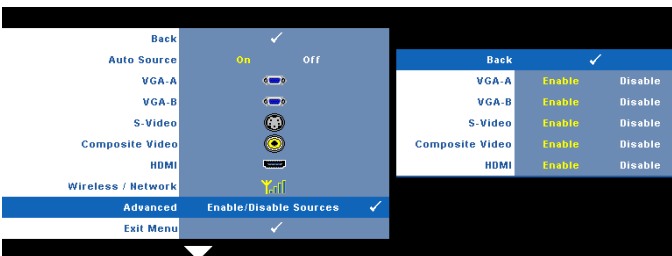 Back
Auto Source On Off
VGA-A
VGA-B
S-Video
Composite Video
HDMI
Wireless / Network
Advanced Enable/Disable Sources
Exit Menu
Back
VGA-A Enable Disable
VGA-B Enable Disable
S-Video Enable Disable
Composite Video Enable Disable
HDMI Enable Disable